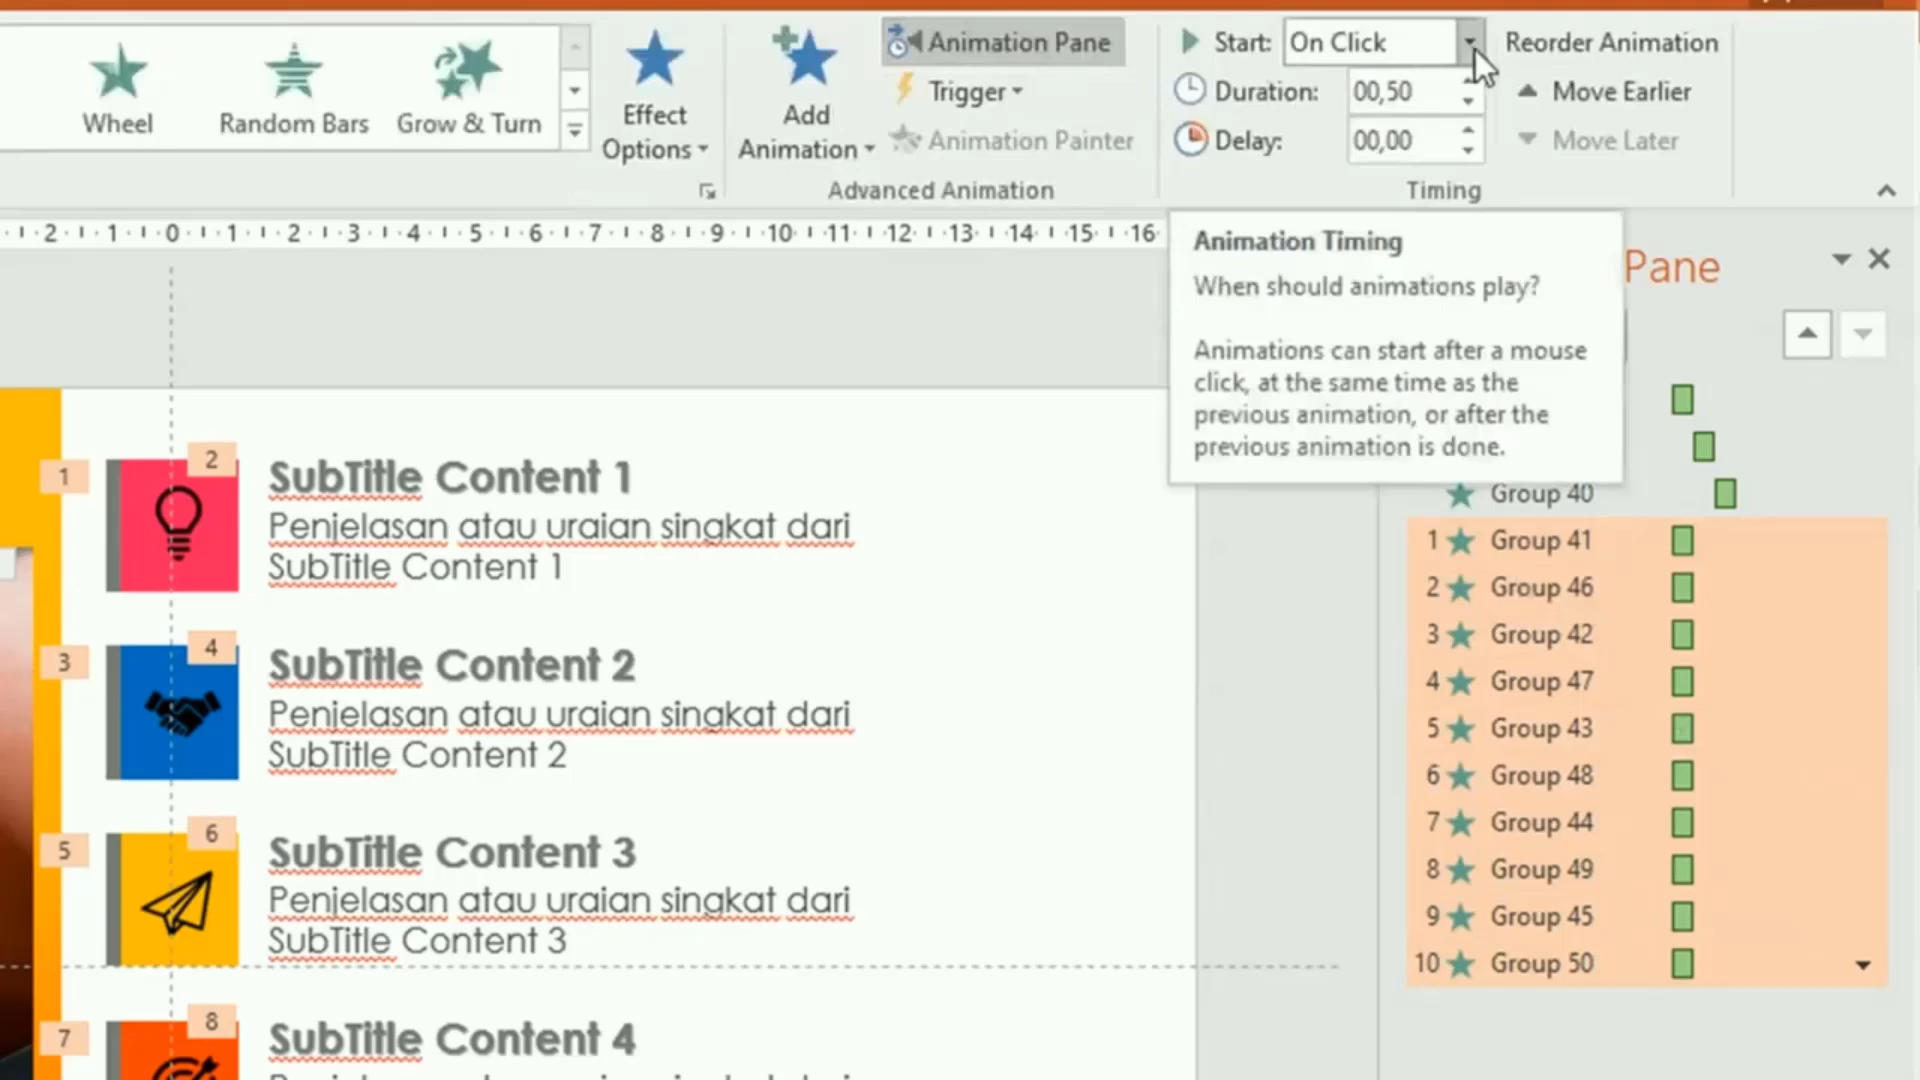 Wheel
Random Bars
Grow & Turn
Effect
Options
Add
Animation
Animation Pane
Trigger
Animation Painter
Advanced Animation
Start: On Click
Duration: 00,50
Delay: 00,00
Reorder Animation
Move Earlier
Move Later
Timing
2 1 0 1 2 3 4 5 6 7 8 9 10 11 12 13 14 15 16
Animation Timing
When should animations play?
Animations can start after a mouse
click, at the same time as the
previous animation, or after the
previous animation is done.
Pane
Group 40
1 Group 41
2 Group 46
3 Group 42
4 Group 47
5 Group 43
6 Group 48
7 Group 44
8 Group 49
9 Group 45
10 Group 50
1
2
SubTitle Content 1
Penjelasan atau uraian singkat dari
SubTitle Content 1
3
4
SubTitle Content 2
Penjelasan atau uraian singkat dari
SubTitle Content 2
5
6
SubTitle Content 3
Penjelasan atau uraian singkat dari
SubTitle Content 3
7
8
SubTitle Content 4